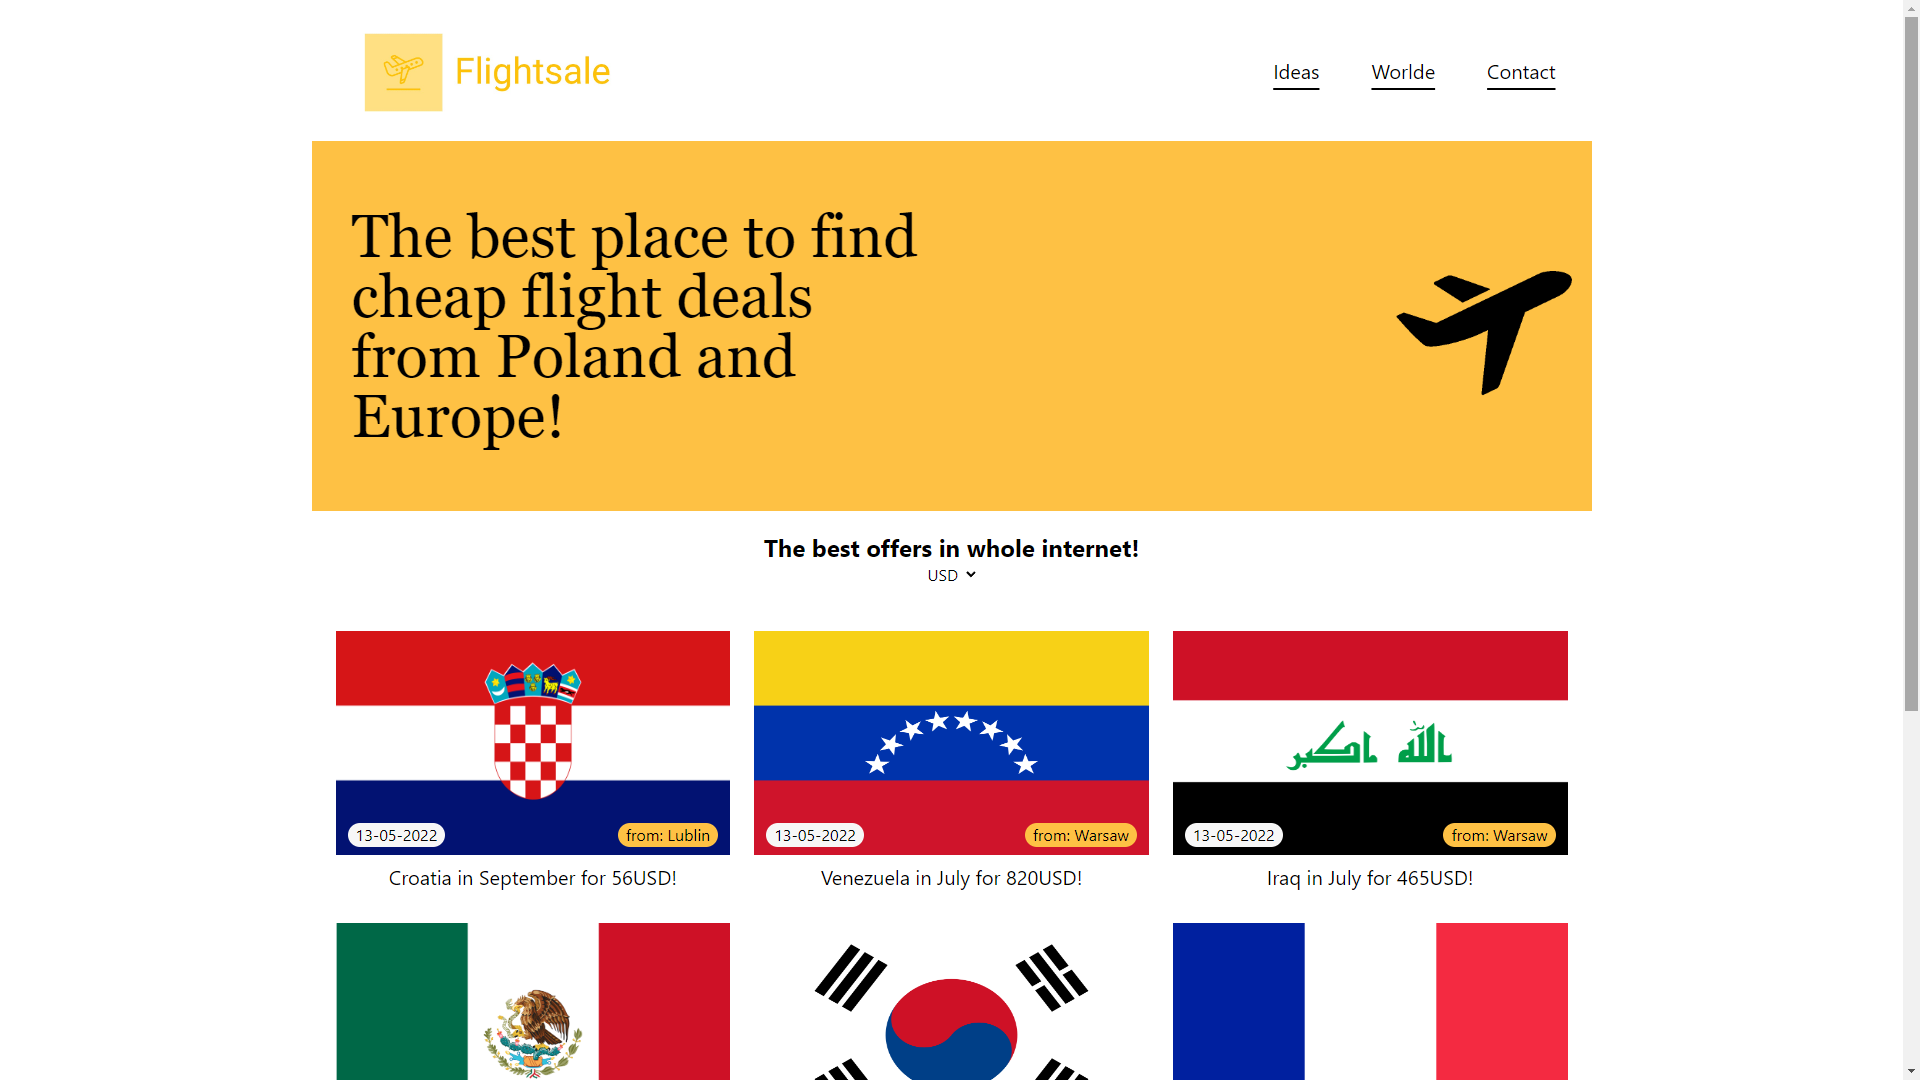 Flightsale
Ideas
Worlde
Contact
The best place to find
cheap flight deals
from Poland and
Europe!
The best offers in whole internet!
USD
13-05-2022
from: Lublin
Croatia in September for 56USD!
13-05-2022
from: Warsaw
Venezuela in July for 820USD!
الله اكبر
13-05-2022
from: Warsaw
Iraq in July for 465USD!